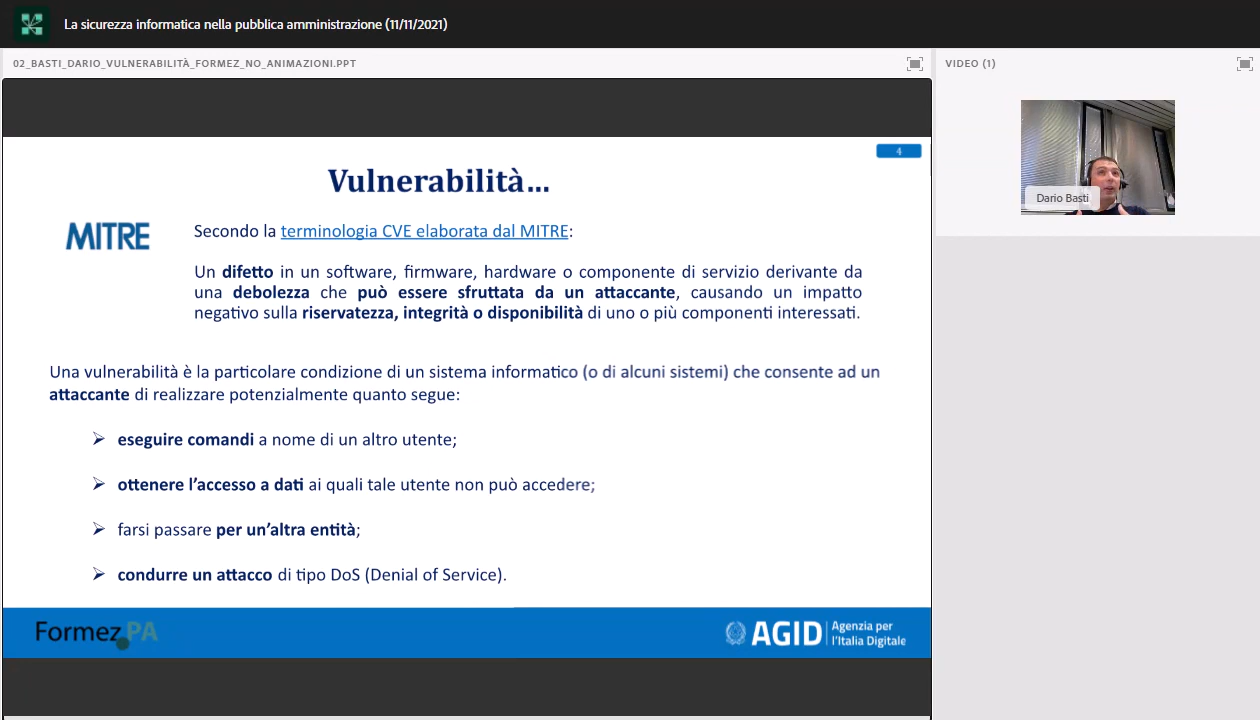 La sicurezza informatica nella pubblica amministrazione (11/11/2021)
02_BASTI_DARIO_VULNERABILITÀ_FORMEZ_NO_ANIMAZIONI.PPT
VIDEO (1)
4
Vulnerabilità...
MITRE
Secondo la terminologia CVE elaborata dal MITRE:
Un difetto in un software, firmware, hardware o componente di servizio derivante da
una debolezza che può essere sfruttata da un attaccante, causando un impatto
negativo sulla riservatezza, integrità o disponibilità di uno o più componenti interessati.
Una vulnerabilità è la particolare condizione di un sistema informatico (o di alcuni sistemi) che consente ad un
attaccante di realizzare potenzialmente quanto segue:
➢ eseguire comandi a nome di un altro utente;
➢ ottenere l'accesso a dati ai quali tale utente non può accedere;
➢ farsi passare per un'altra entità;
➢ condurre un attacco di tipo DoS (Denial of Service).
Formez PA
AGID Agenzia per
l'Italia Digitale
Dario Basti